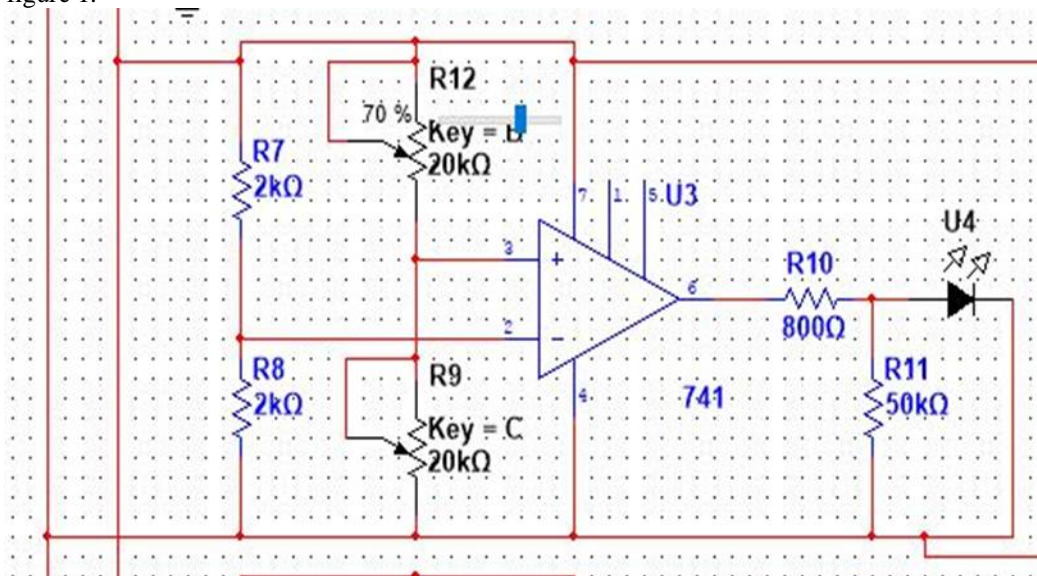 figure 1.
R12
70 %
Key =
20kΩ
R7
2kΩ
7
1
5
U3
U4
3
+
6
R10
800Ω
2
−
R8
2kΩ
R9
4
741
R11
50kΩ
Key = C
20kΩ